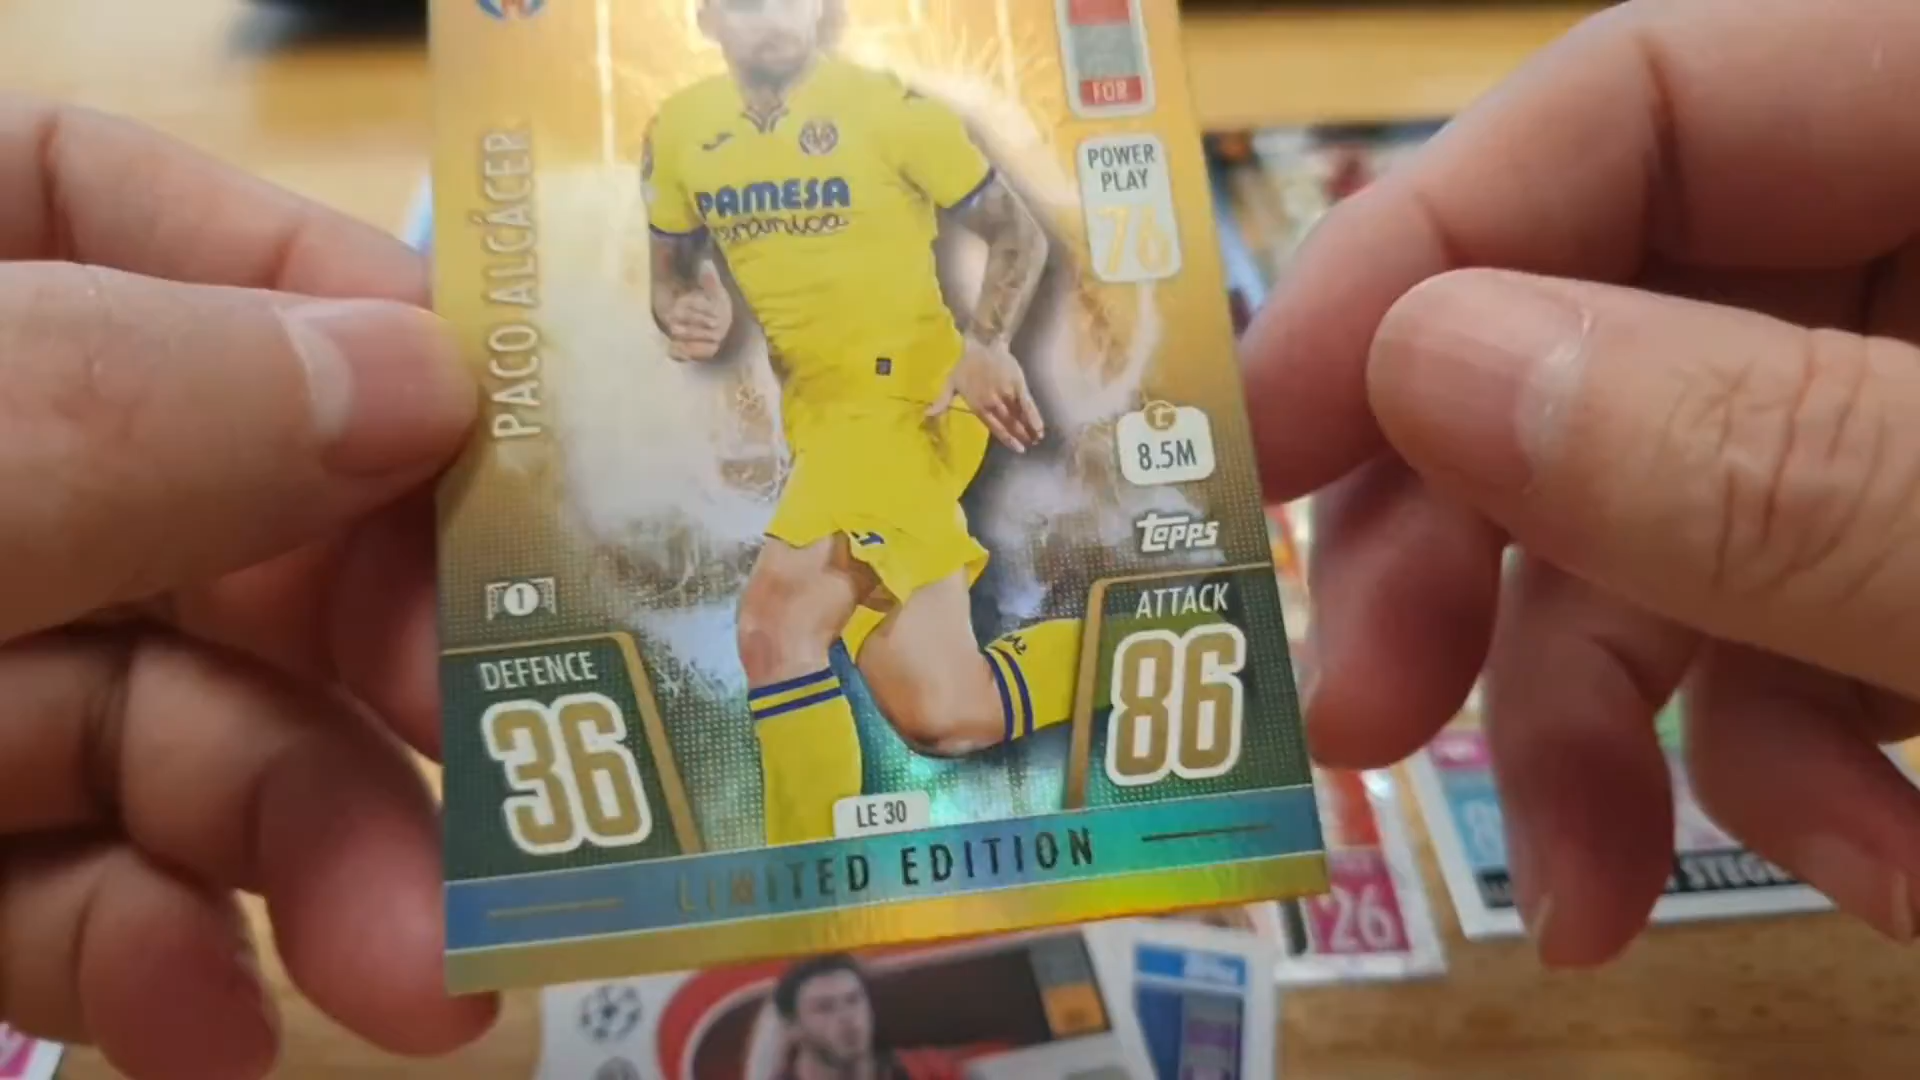 FOR
POWER
PLAY
76
PACO ALCÁCER
PAMESA
cerámica
8.5M
topps
1
DEFENCE
36
ATTACK
86
LE 30
LIMITED EDITION
26